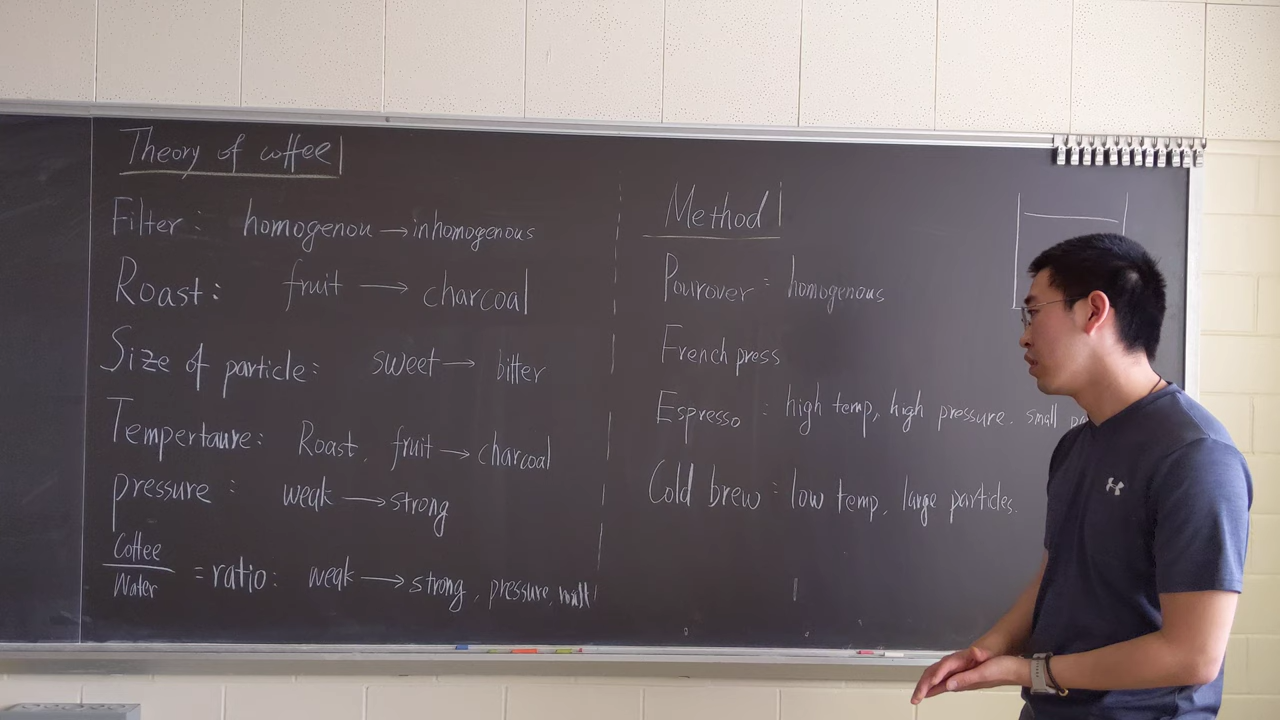 Theory of coffee
Filter: homogenou → inhomogenous
Roast: fruit → charcoal
Size of particle: sweet → bitter
Tempertaure: Roast, fruit → charcoal
pressure: weak → strong
Coffee
Water
= ratio: weak → strong, pressure,
Method
Pourover: homogenous
French press
Espresso: high temp, high pressure. small
Cold brew: low temp, large particles.